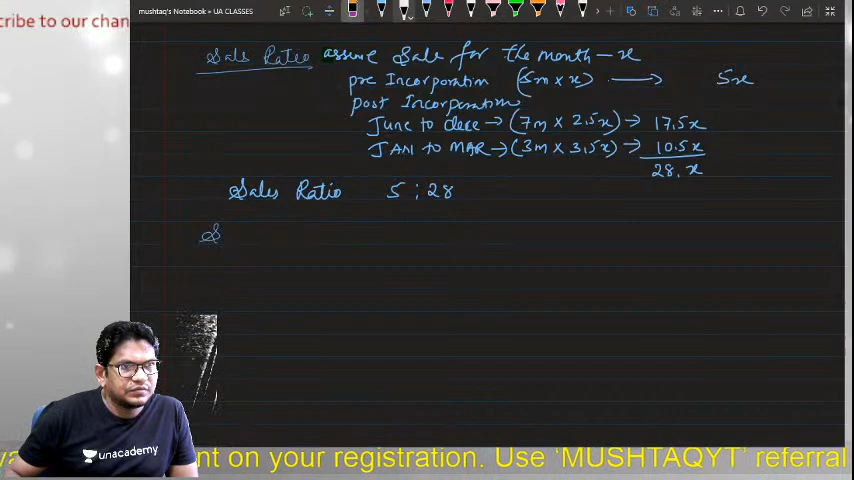 mushtaq's Notebook » UA CLASSES
cribe to our chan
Sals Ratio assume Sale for the month - x
pre Incorporation (5m x x) → 5x
post Incorporation
June to dece → (7m x 2.5x) → 17.5x
JAN to MAR → (3m x 3.5x) → 10.5x
28.x
Sales Ratio 5 : 28
S
unacademy
nt on your registration. Use 'MUSHTAQYT' referral